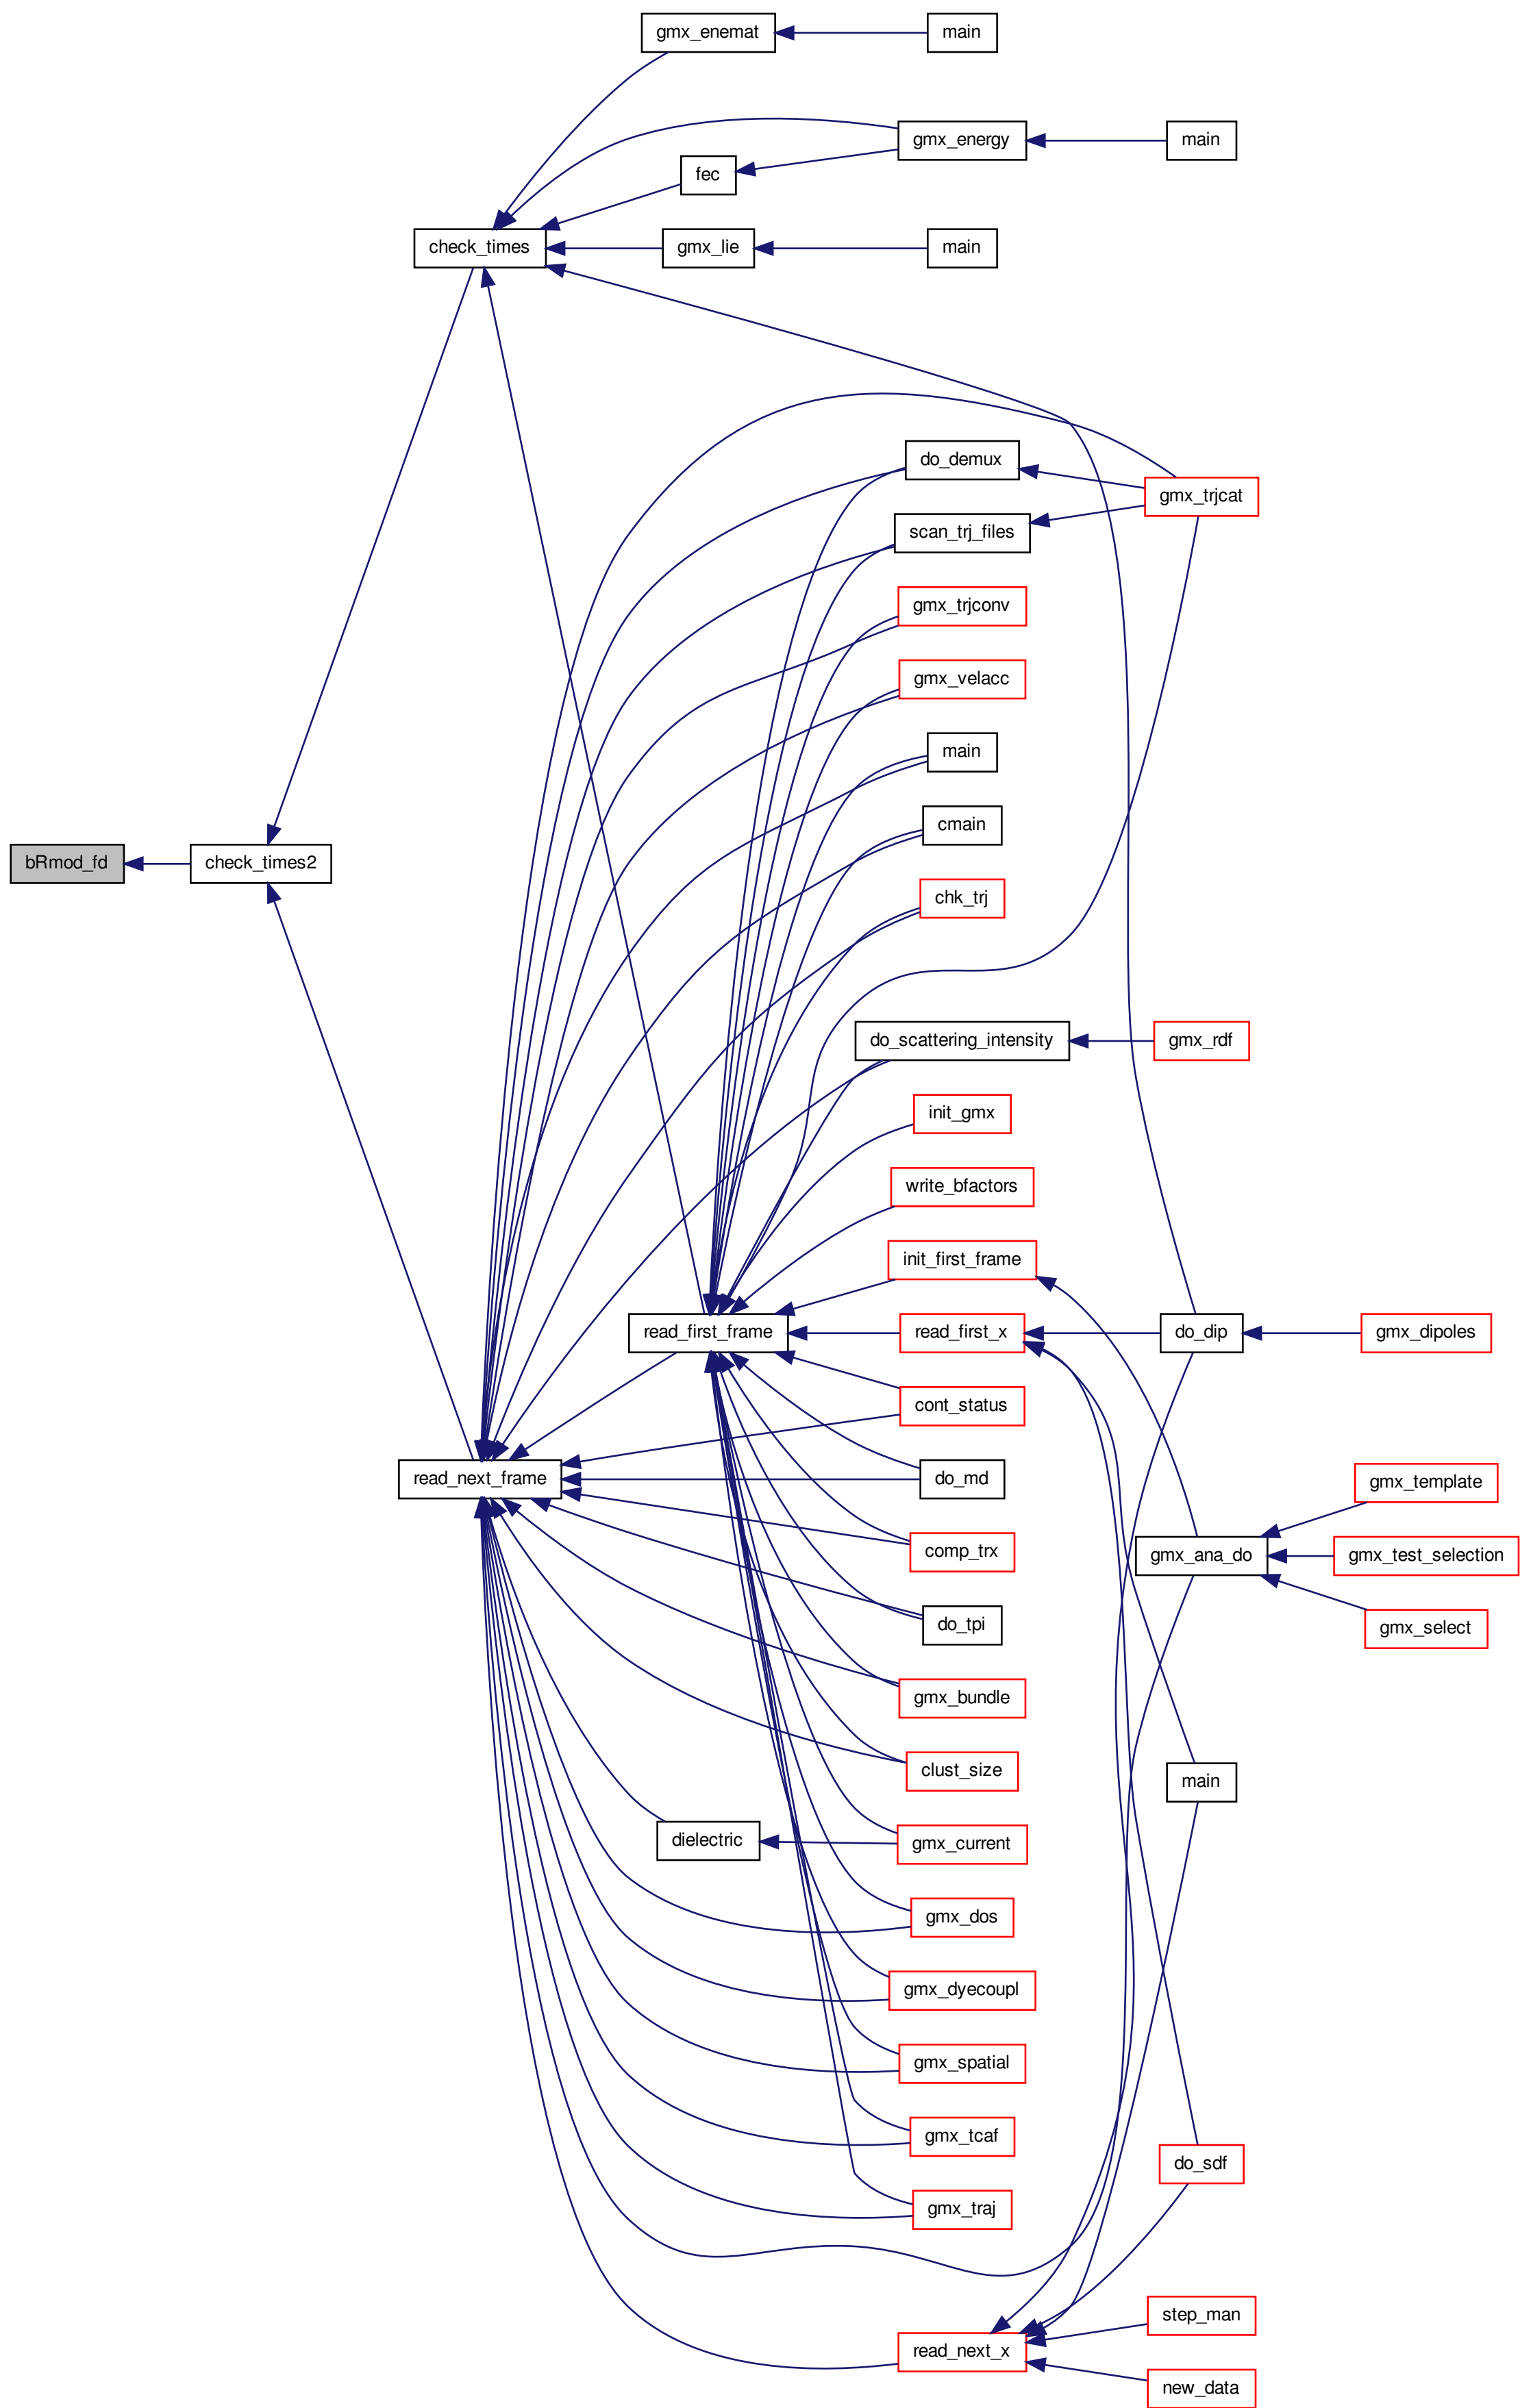 gmx_enemat
main
gmx_energy
main
fec
check_times
gmx_lie
main
do_demux
gmx_trjcat
scan_trj_files
gmx_trjconv
gmx_velacc
main
cmain
bRmod_fd
check_times2
chk_trj
do_scattering_intensity
gmx_rdf
init_gmx
write_bfactors
init_first_frame
read_first_frame
read_first_x
do_dip
gmx_dipoles
cont_status
read_next_frame
do_md
gmx_template
comp_trx
gmx_ana_do
gmx_test_selection
do_tpi
gmx_select
gmx_bundle
clust_size
main
dielectric
gmx_current
gmx_dos
gmx_dyecoupl
gmx_spatial
gmx_tcaf
do_sdf
gmx_traj
step_man
read_next_x
new_data